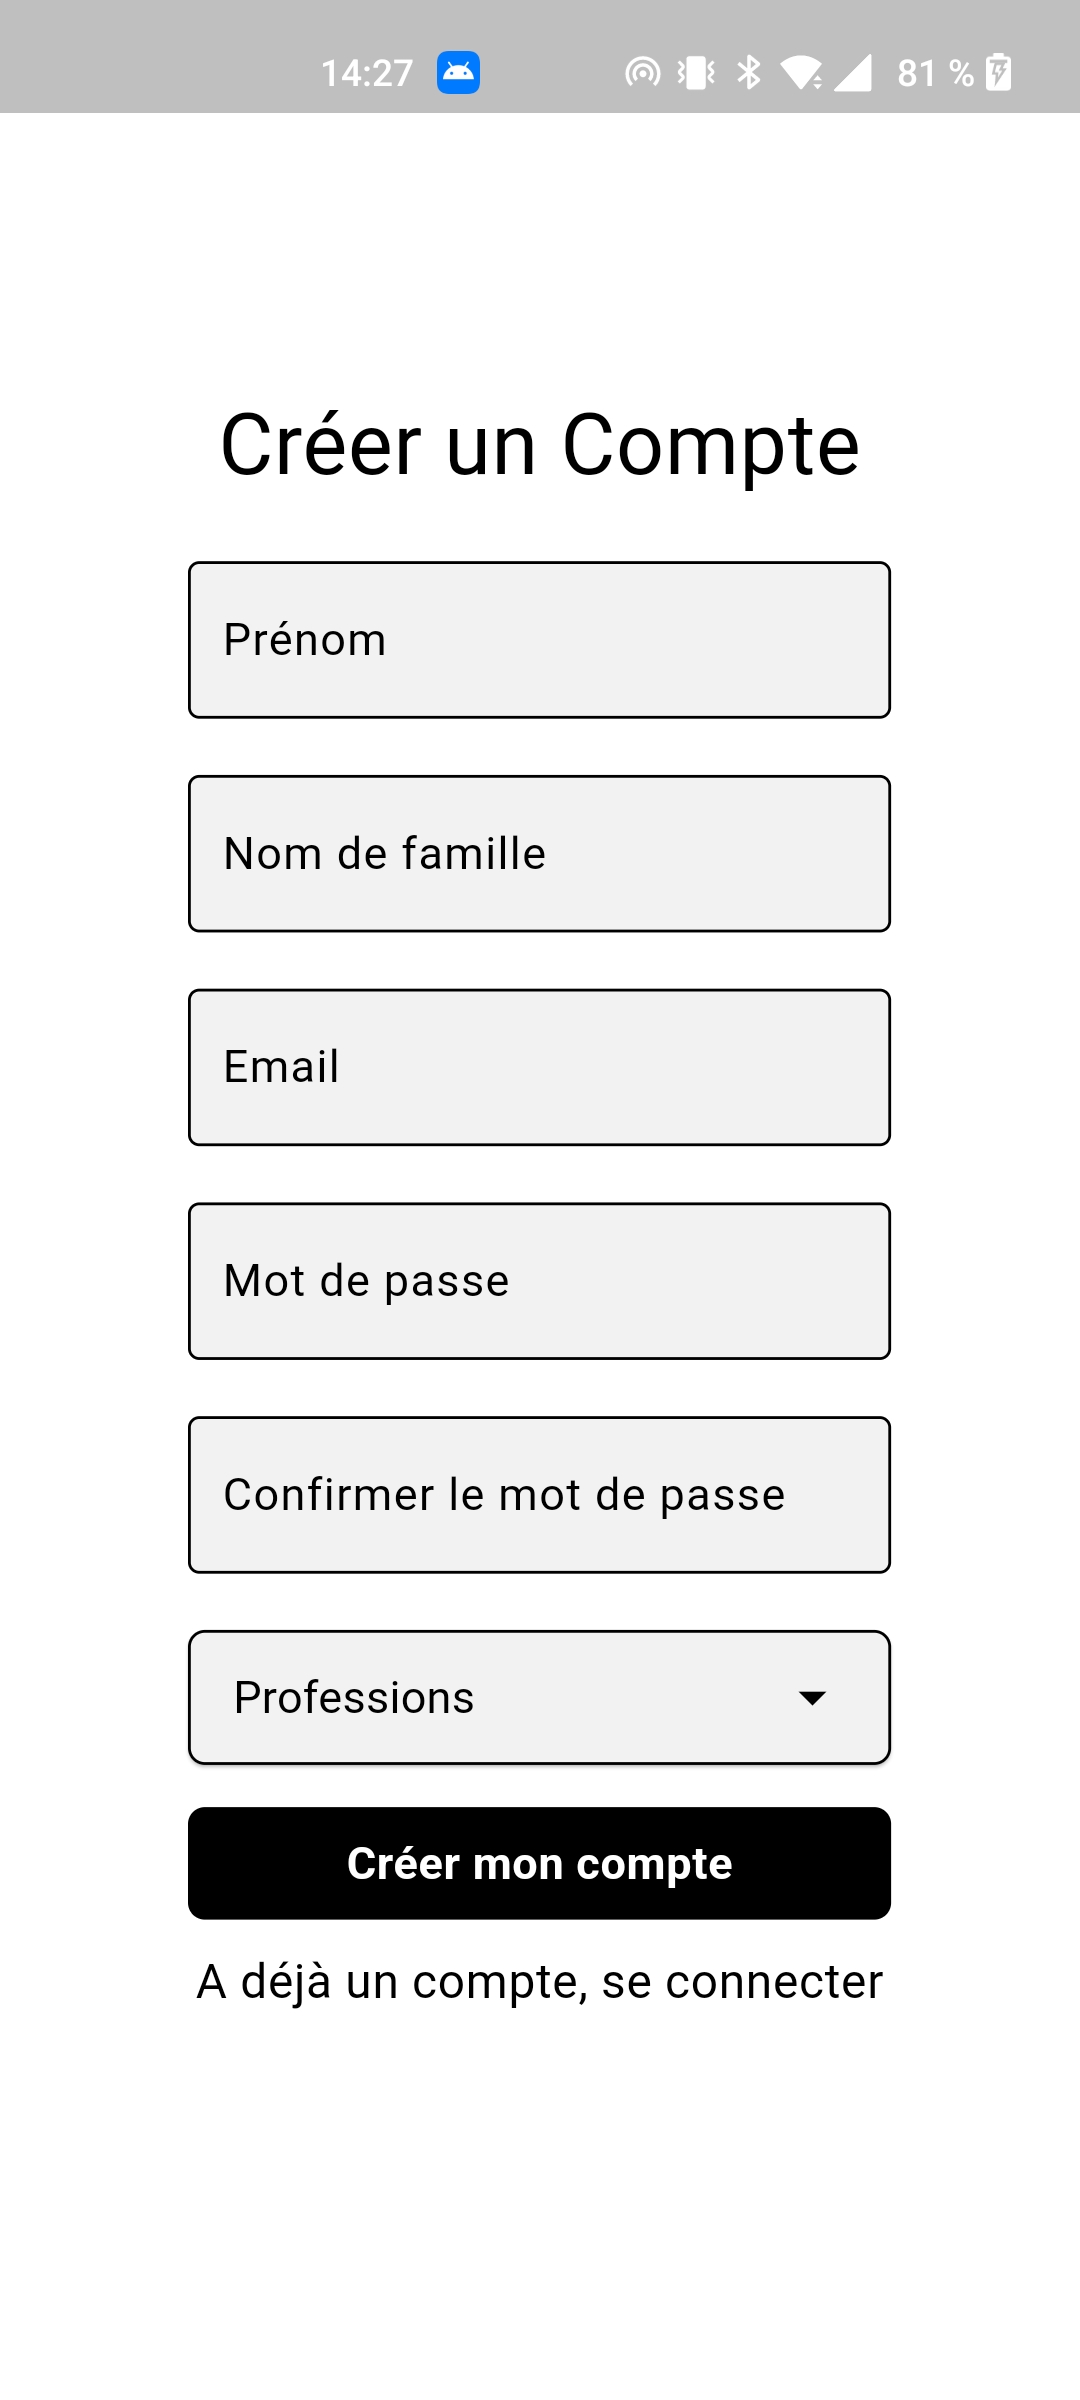 14:27
81 %
Créer un Compte
Prénom
Nom de famille
Email
Mot de passe
Confirmer le mot de passe
Professions
Créer mon compte
A déjà un compte, se connecter